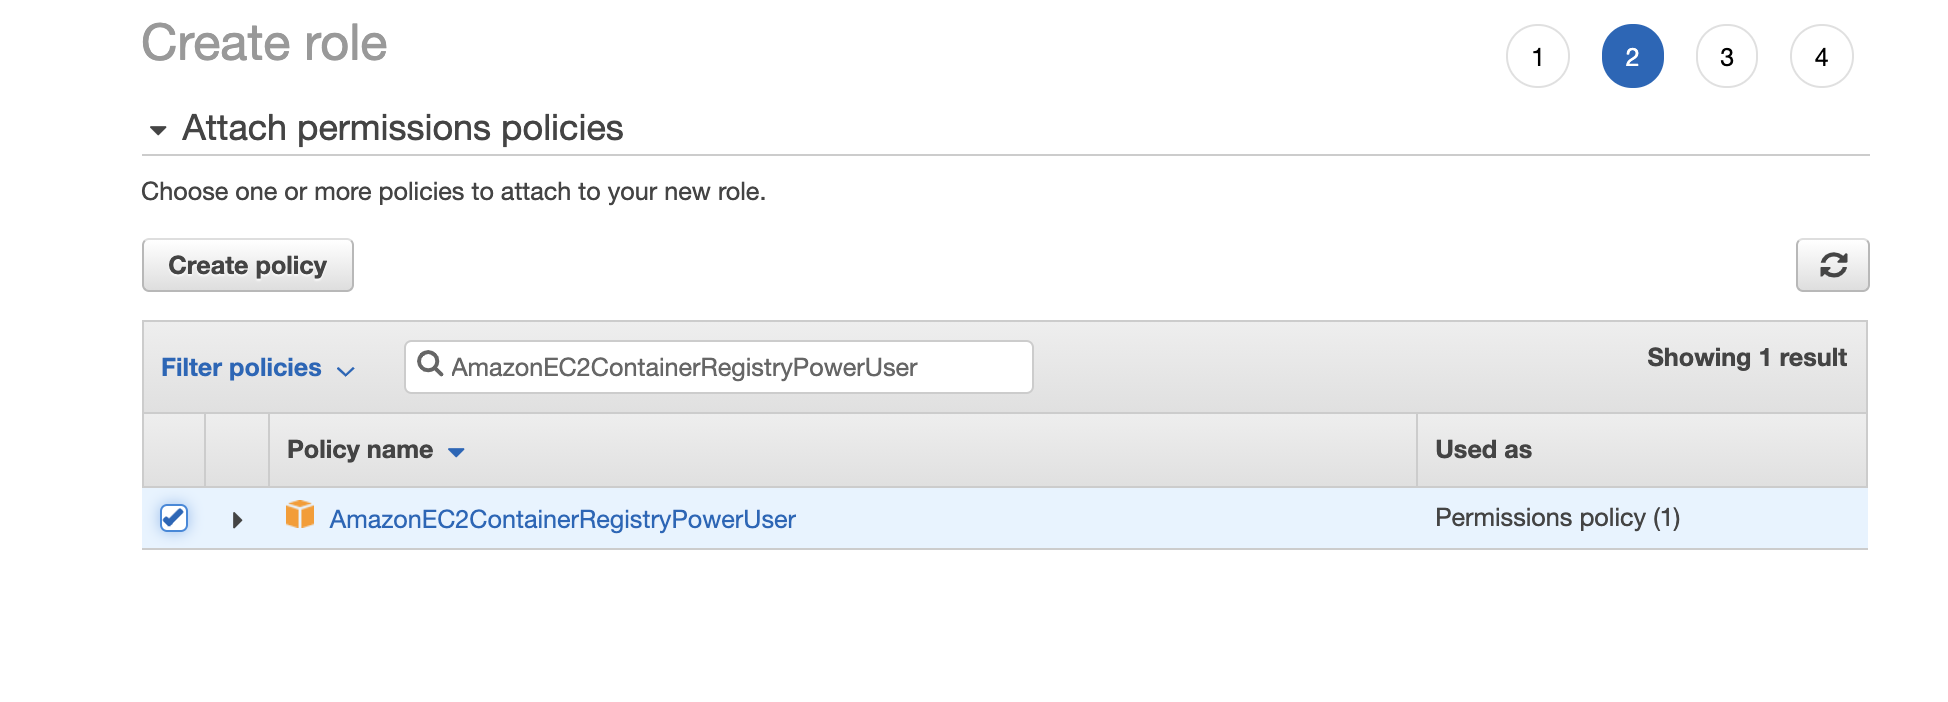 Create role
1 2 3 4
Attach permissions policies
Choose one or more policies to attach to your new role.
Create policy
Filter policies
AmazonEC2ContainerRegistryPowerUser
Showing 1 result
Policy name
Used as
AmazonEC2ContainerRegistryPowerUser
Permissions policy (1)